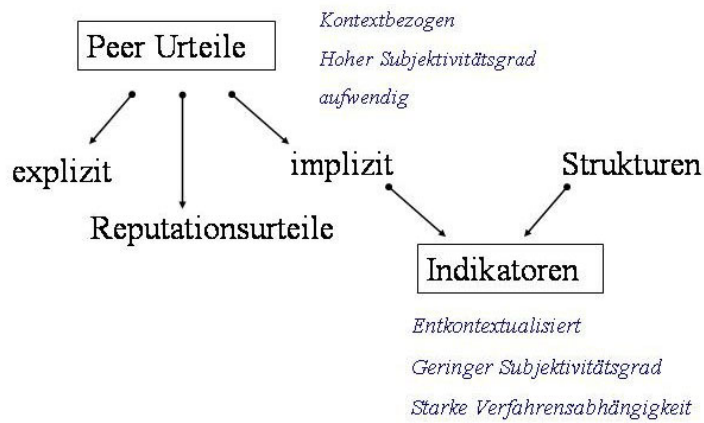 Peer Urteile
Kontextbezogen
Hoher Subjektivitätsgrad
aufwendig
explizit
implizit
Strukturen
Reputationsurteile
Indikatoren
Entkontextualisiert
Geringer Subjektivitätsgrad
Starke Verfahrensabhängigkeit